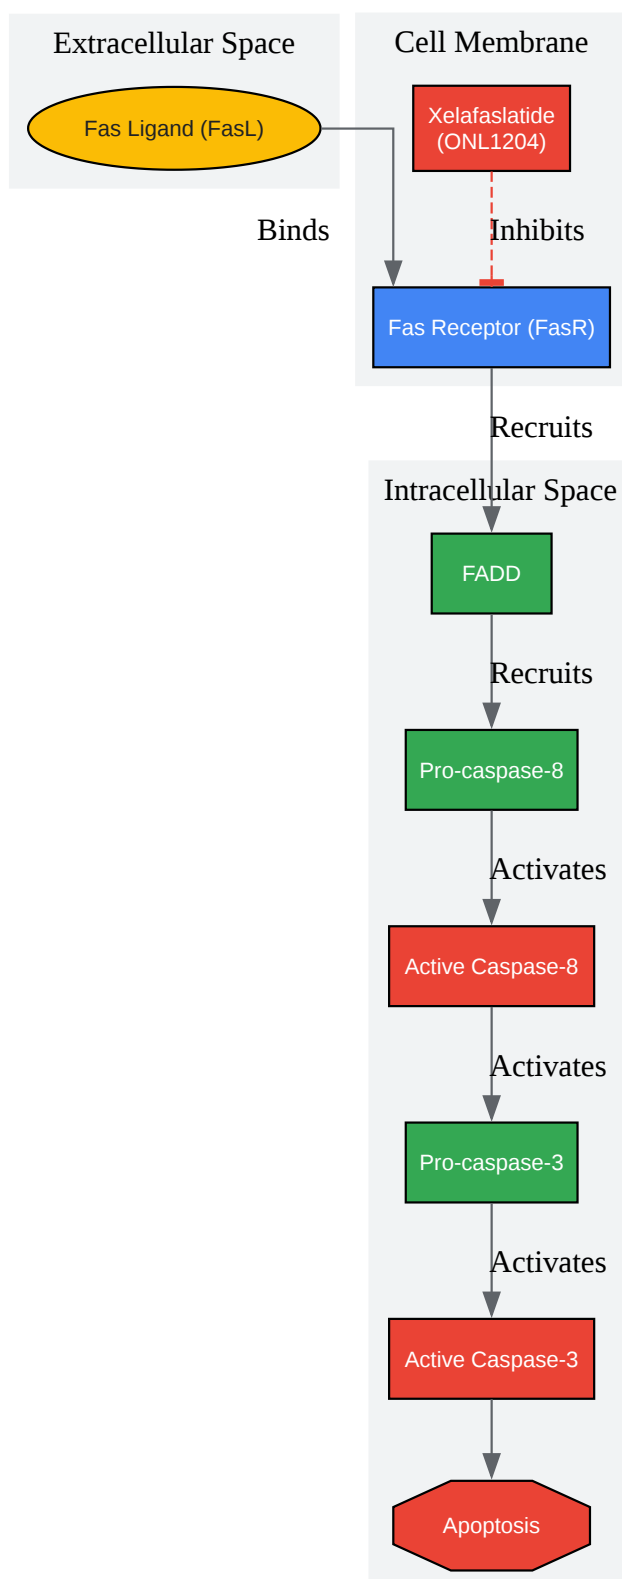 Extracellular Space
Cell Membrane
Fas Ligand (FasL)
Xelafaslatide
(ONL1204)
Binds
Inhibits
Fas Receptor (FasR)
Recruits
Intracellular Space
FADD
Recruits
Pro-caspase-8
Activates
Active Caspase-8
Activates
Pro-caspase-3
Activates
Active Caspase-3
Apoptosis